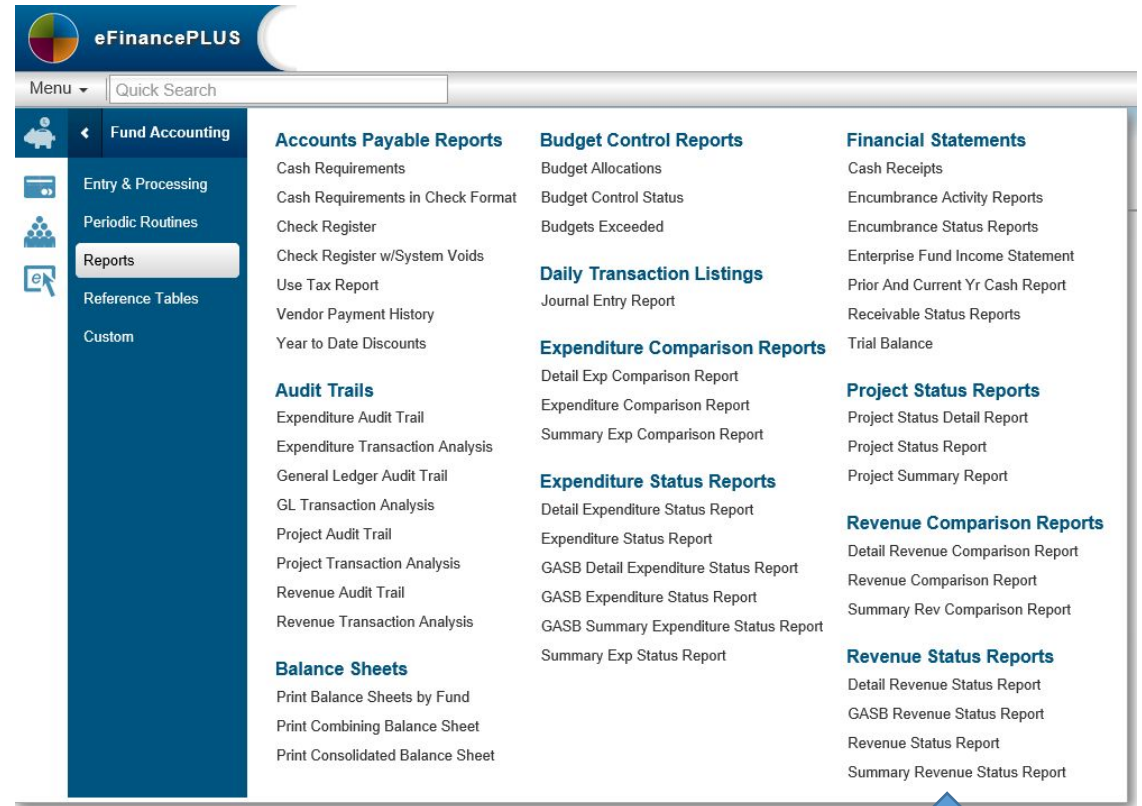 eFinancePLUS
Menu
Quick Search
Fund Accounting
Entry & Processing
Periodic Routines
Reports
Reference Tables
Custom
Accounts Payable Reports
Cash Requirements
Cash Requirements in Check Format
Check Register
Check Register w/System Voids
Use Tax Report
Vendor Payment History
Year to Date Discounts
Audit Trails
Expenditure Audit Trail
Expenditure Transaction Analysis
General Ledger Audit Trail
GL Transaction Analysis
Project Audit Trail
Project Transaction Analysis
Revenue Audit Trail
Revenue Transaction Analysis
Balance Sheets
Print Balance Sheets by Fund
Print Combining Balance Sheet
Print Consolidated Balance Sheet
Budget Control Reports
Budget Allocations
Budget Control Status
Budgets Exceeded
Daily Transaction Listings
Journal Entry Report
Expenditure Comparison Reports
Detail Exp Comparison Report
Expenditure Comparison Report
Summary Exp Comparison Report
Expenditure Status Reports
Detail Expenditure Status Report
Expenditure Status Report
GASB Detail Expenditure Status Report
GASB Expenditure Status Report
GASB Summary Expenditure Status Report
Summary Exp Status Report
Financial Statements
Cash Receipts
Encumbrance Activity Reports
Encumbrance Status Reports
Enterprise Fund Income Statement
Prior And Current Yr Cash Report
Receivable Status Reports
Trial Balance
Project Status Reports
Project Status Detail Report
Project Status Report
Project Summary Report
Revenue Comparison Reports
Detail Revenue Comparison Report
Revenue Comparison Report
Summary Rev Comparison Report
Revenue Status Reports
Detail Revenue Status Report
GASB Revenue Status Report
Revenue Status Report
Summary Revenue Status Report